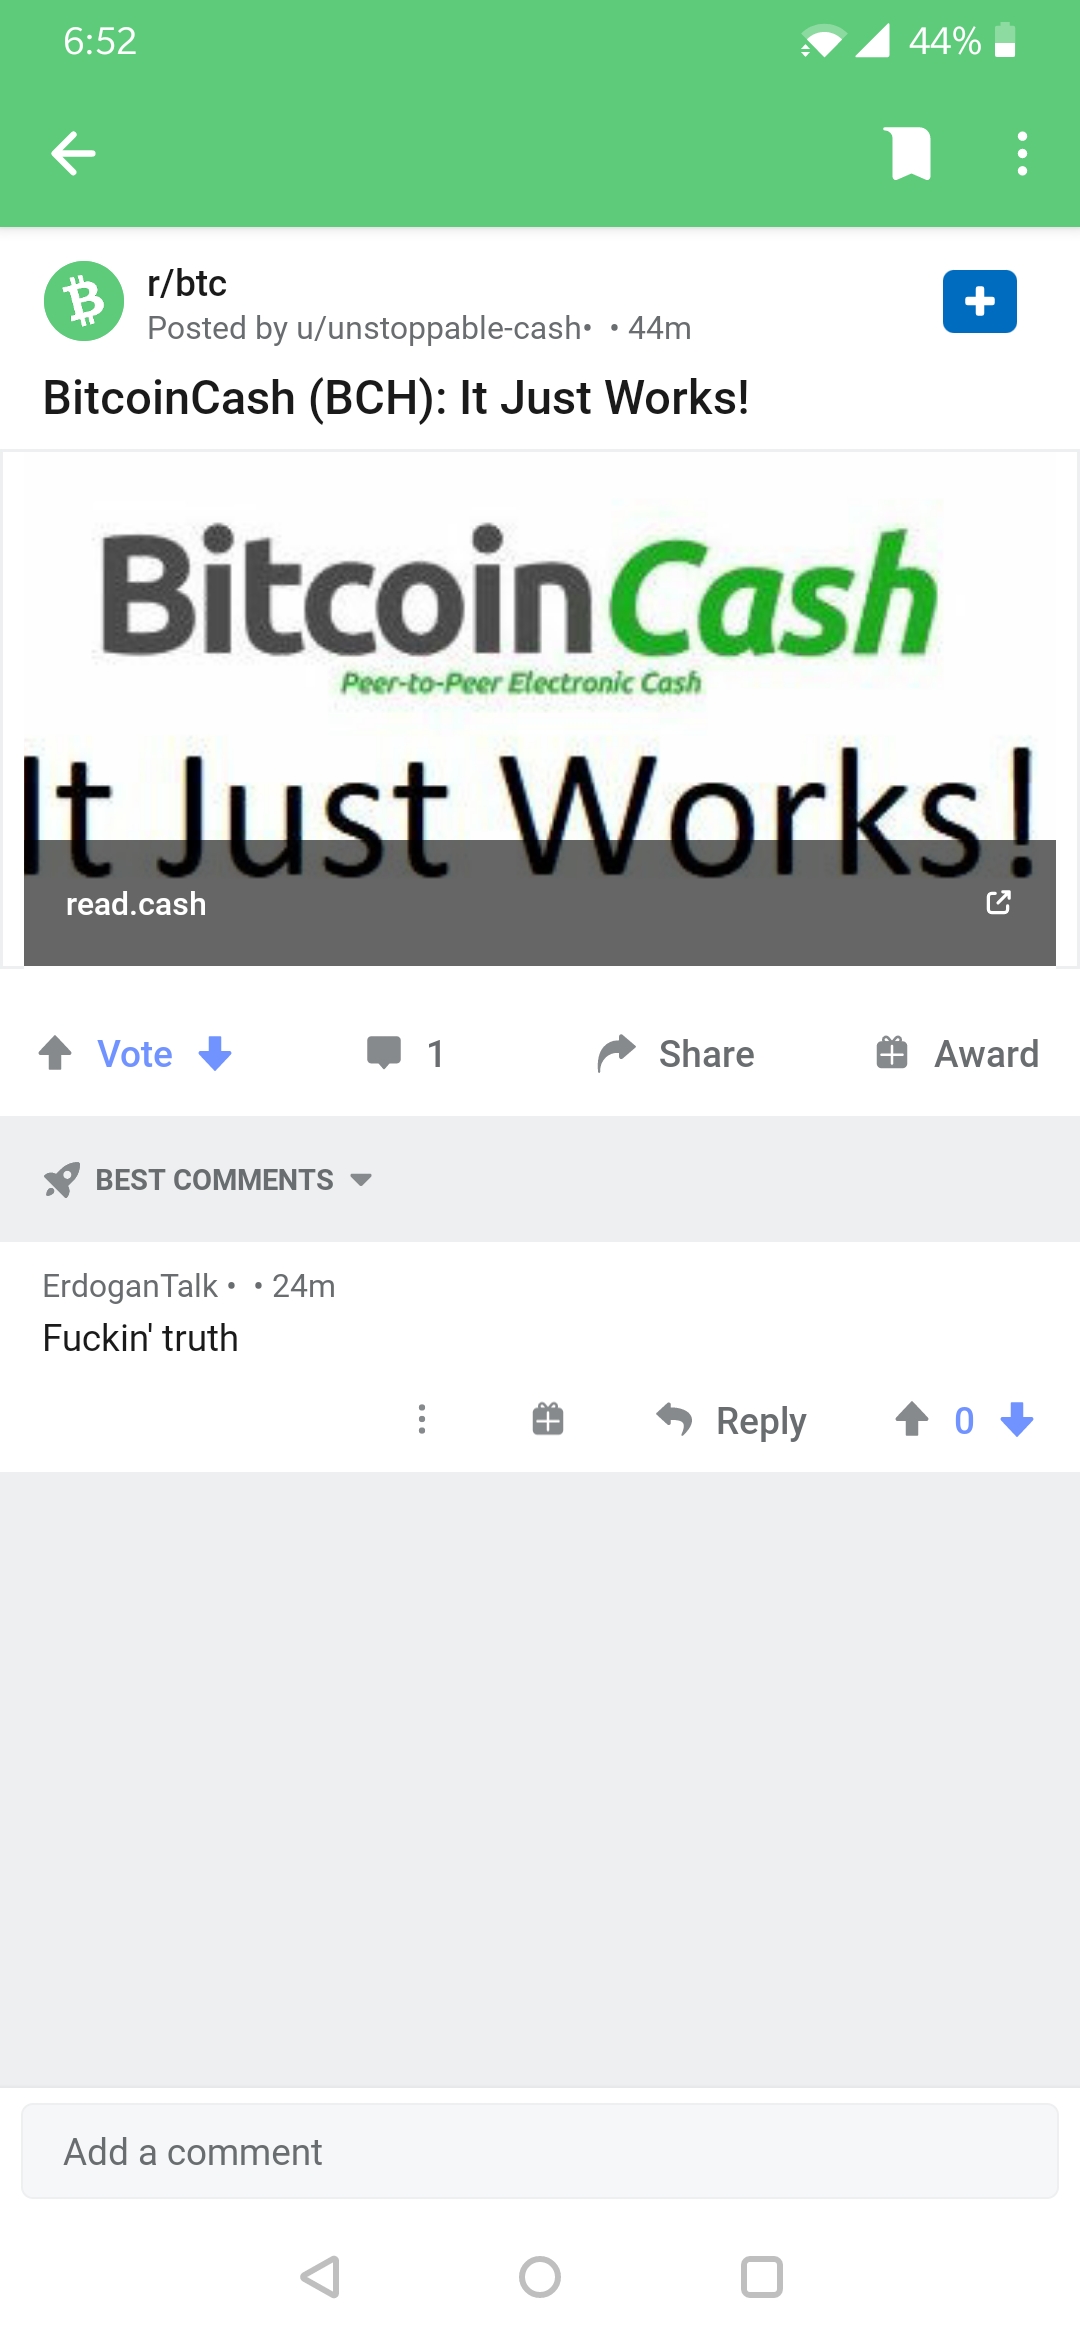 6:52
44%
r/btc
Posted by u/unstoppable-cash• • 44m
BitcoinCash (BCH): It Just Works!
BitcoinCash
Peer-to-Peer Electronic Cash
It Just Works!
read.cash
Vote 1 Share Award
BEST COMMENTS
ErdoganTalk • • 24m
Fuckin' truth
Reply 0
Add a comment